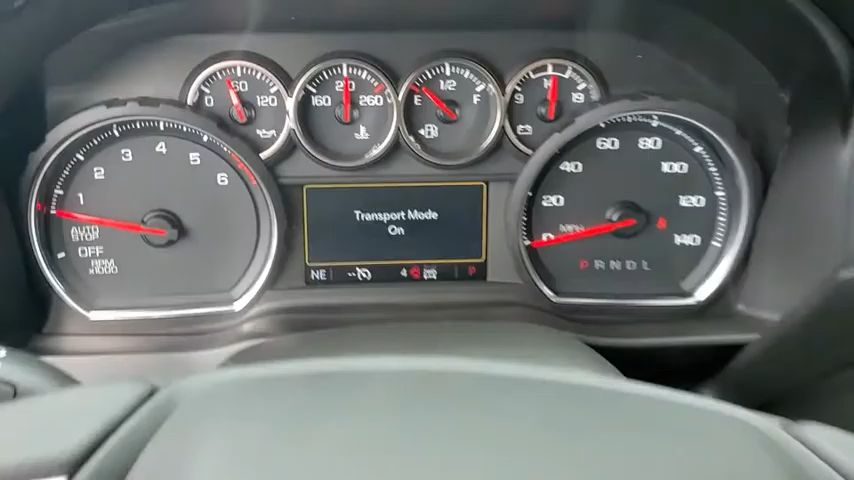 0 60 120
160 210 260
E 1/2 F
9 19
1 2 3 4 5 6
AUTO
STOP
OFF
RPM
x1000
Transport Mode
On
NE -- 4 P
0 20 40 60 80 100 120 140
MPH
PRNDL